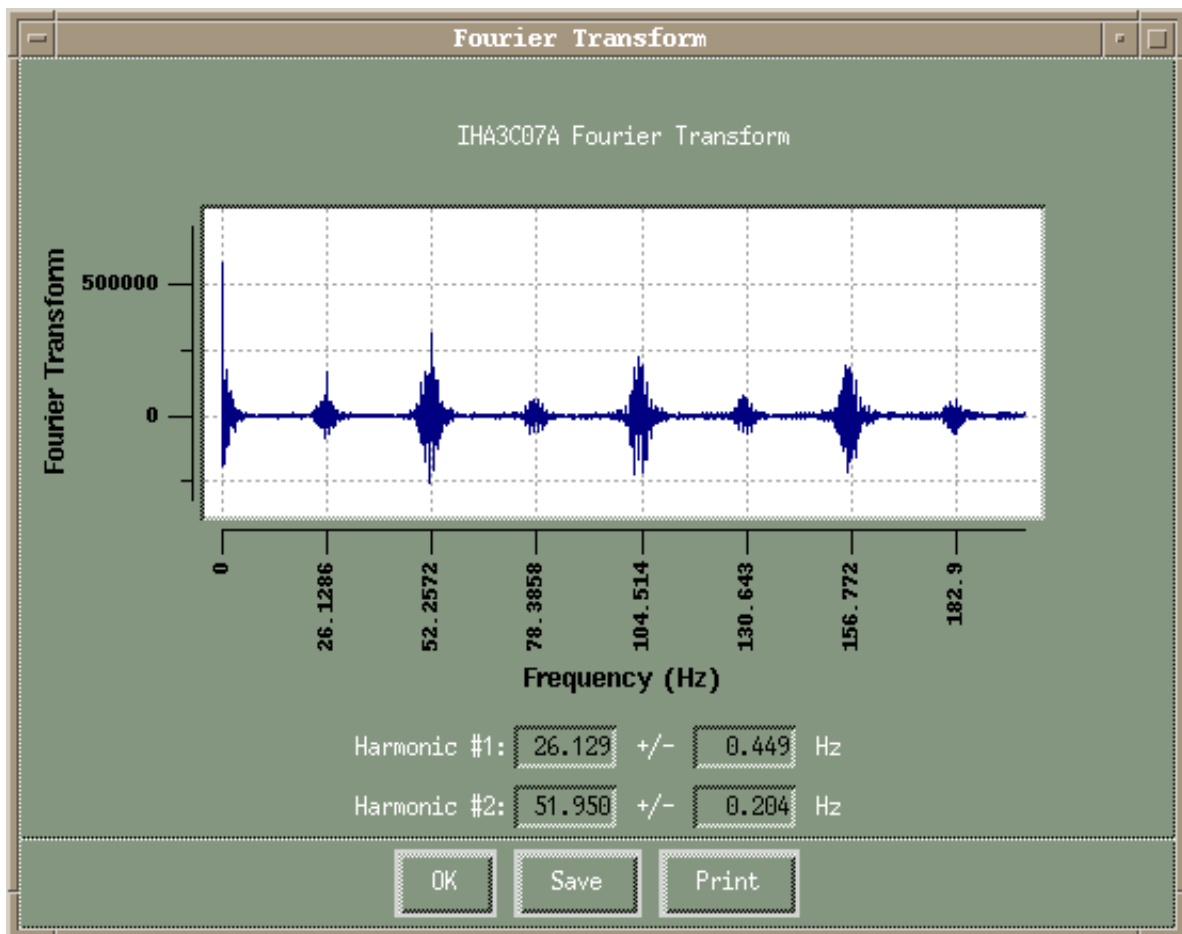 Fourier Transform
IHA3C07A Fourier Transform
Fourier Transform
500000
0
0
26.1286
52.2572
78.3858
104.514
130.643
156.772
182.9
Frequency (Hz)
Harmonic #1: 26.129 +/- 0.449 Hz
Harmonic #2: 51.950 +/- 0.204 Hz
OK Save Print